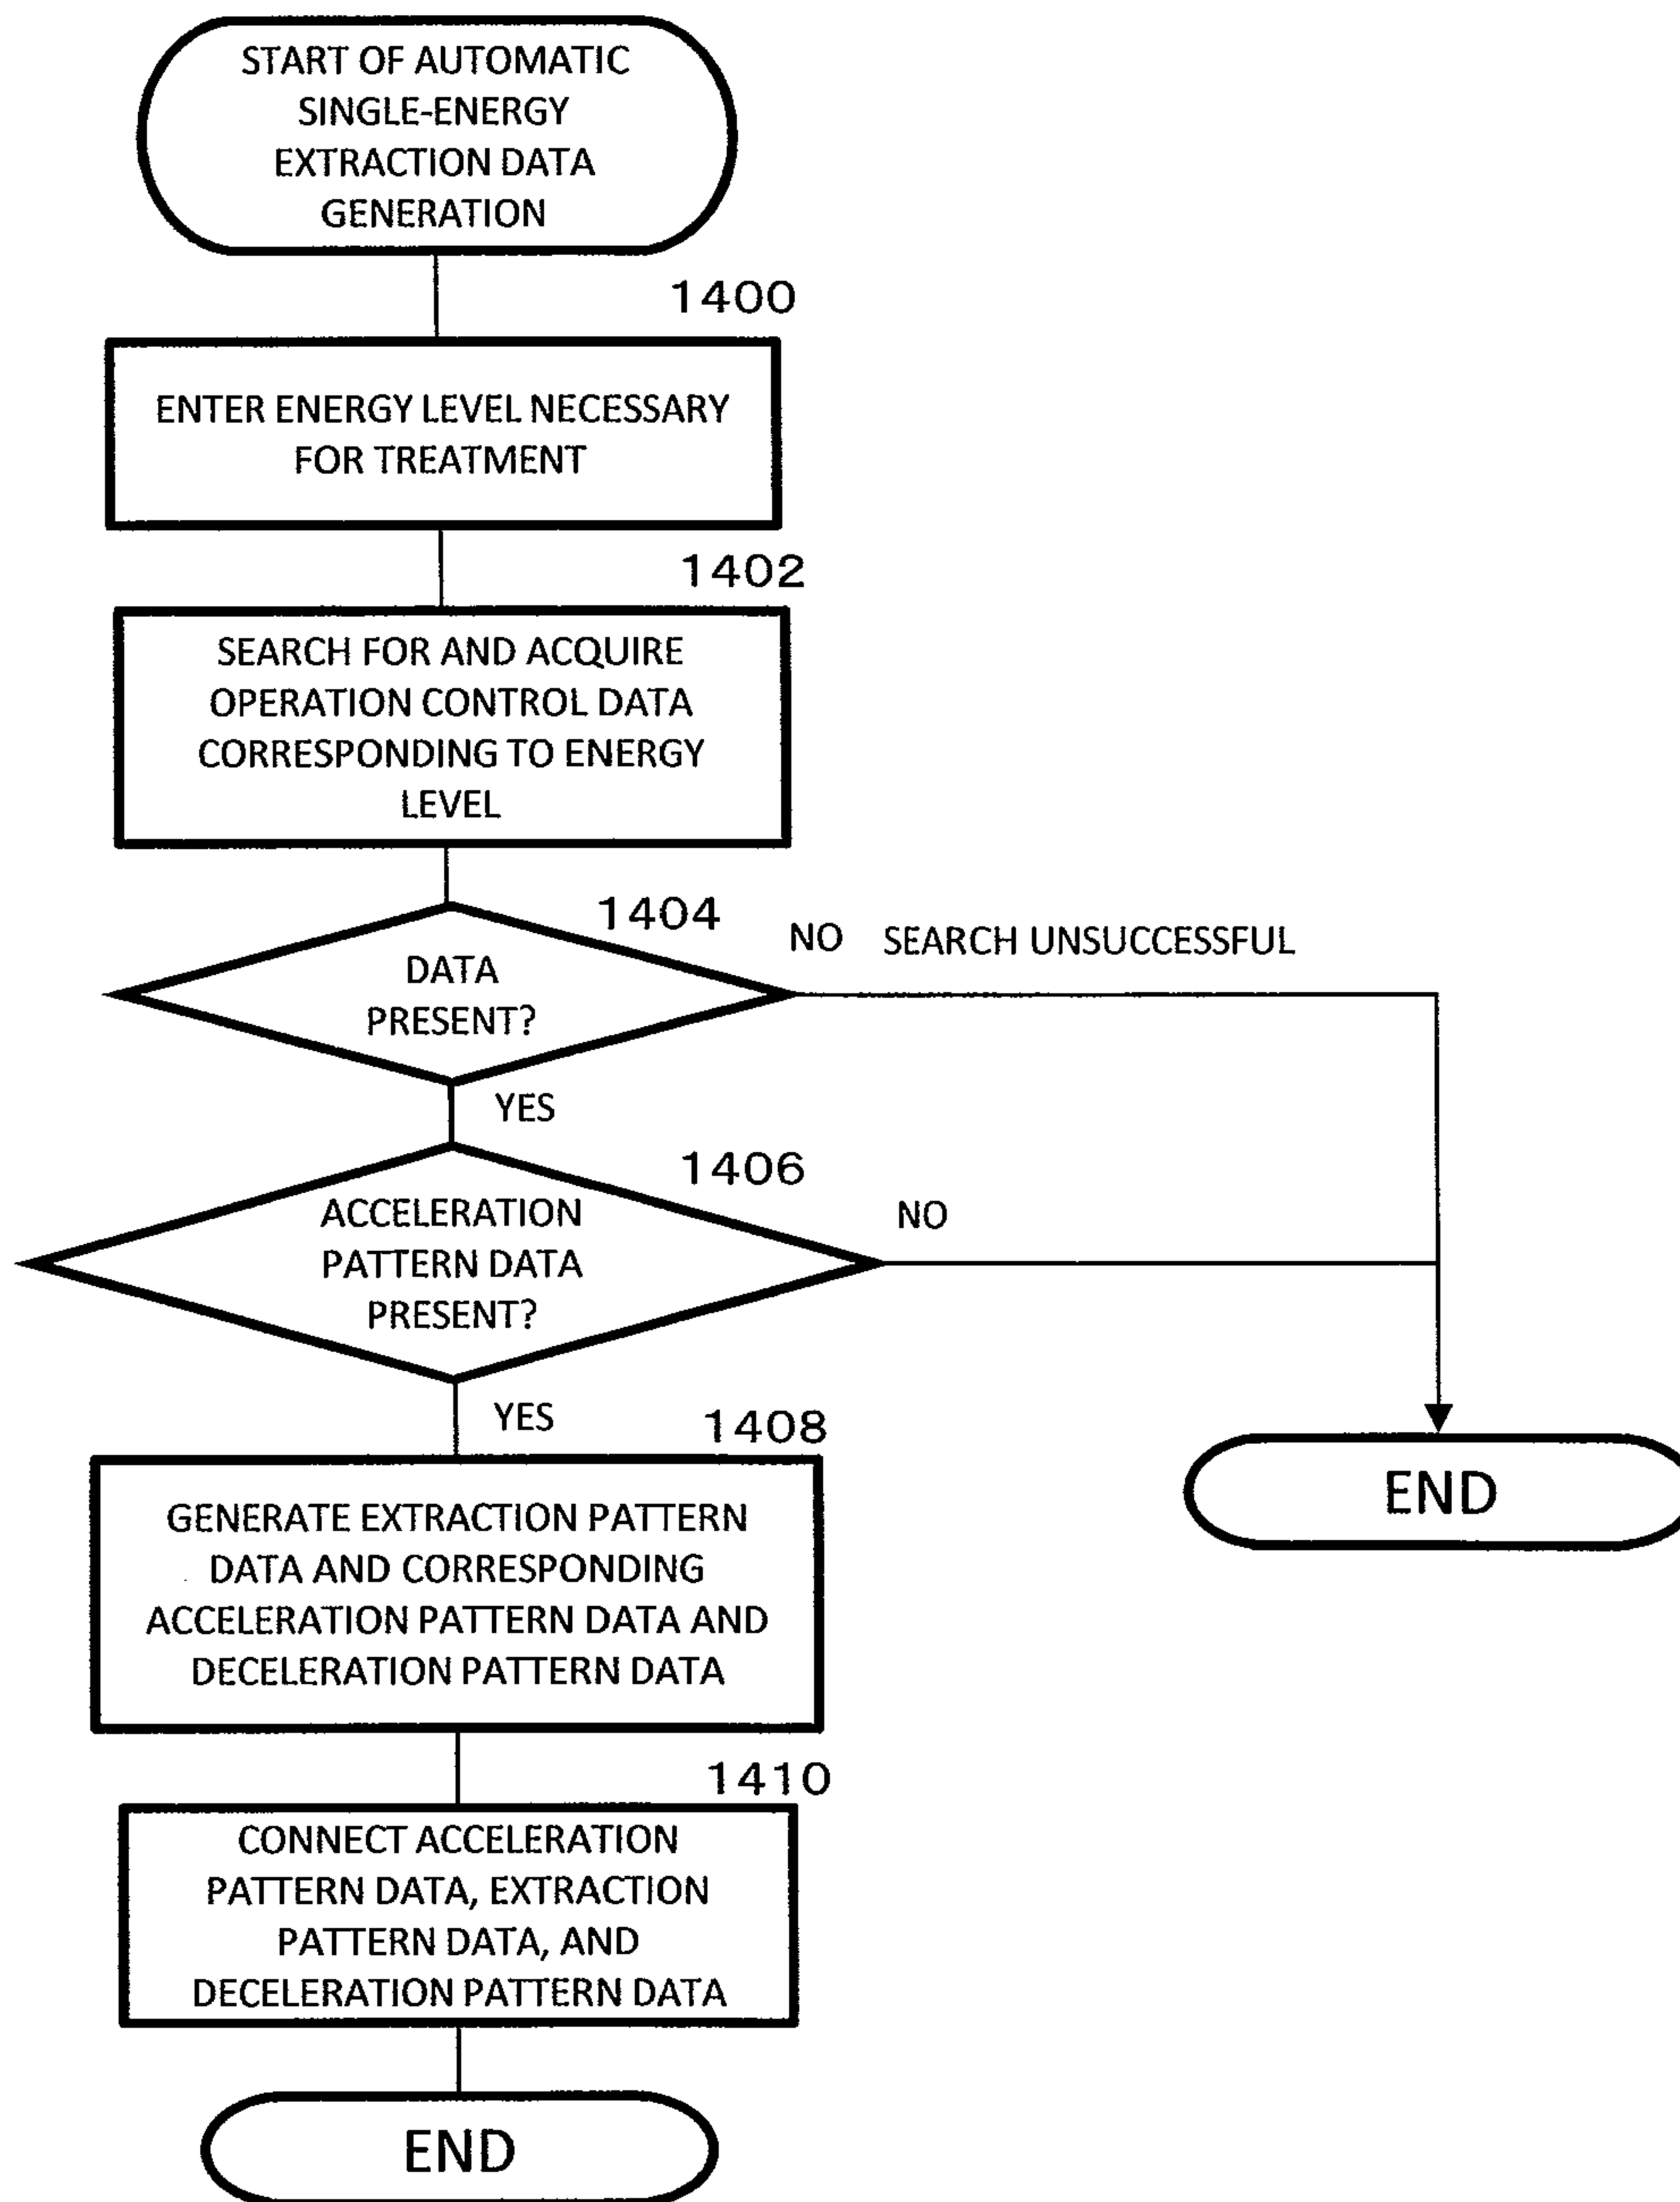 START OF AUTOMATIC
SINGLE-ENERGY
EXTRACTION DATA
GENERATION
1400
ENTER ENERGY LEVEL NECESSARY
FOR TREATMENT
1402
SEARCH FOR AND ACQUIRE
OPERATION CONTROL DATA
CORRESPONDING TO ENERGY
LEVEL
1404
NO SEARCH UNSUCCESSFUL
DATA
PRESENT?
YES
1406
ACCELERATION
PATTERN DATA
PRESENT?
NO
YES
1408
GENERATE EXTRACTION PATTERN
DATA AND CORRESPONDING
ACCELERATION PATTERN DATA AND
DECELERATION PATTERN DATA
END
1410
CONNECT ACCELERATION
PATTERN DATA, EXTRACTION
PATTERN DATA, AND
DECELERATION PATTERN DATA
END